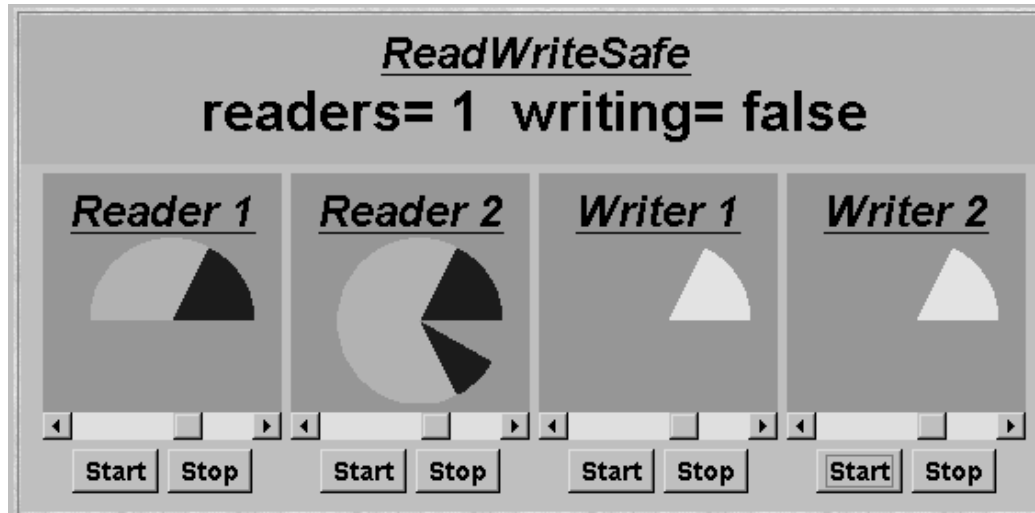 ReadWriteSafe
readers= 1 writing= false
Reader 1 Reader 2 Writer 1 Writer 2
Start Stop Start Stop Start Stop Start Stop